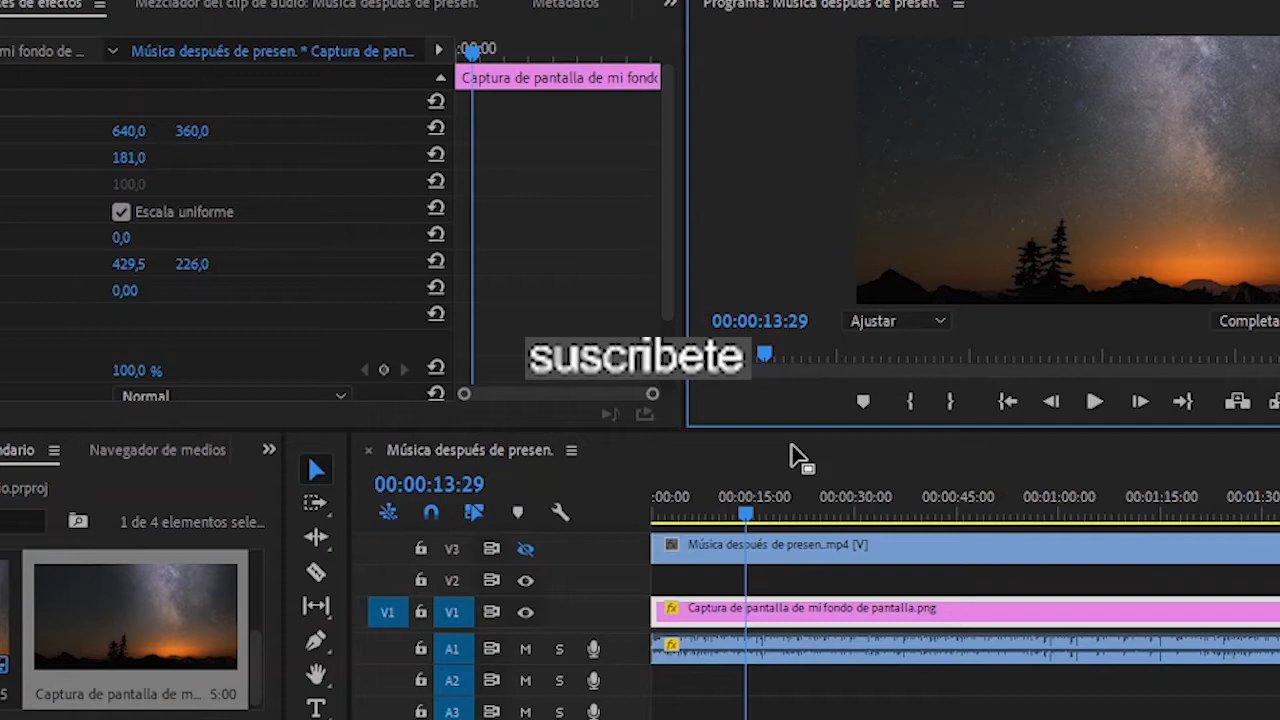 es de efectos
Mezclador del clip de audio: Música después de presen.
Metadatos
Programa: Música después de presen.
mi fondo de ...
Música después de presen. * Captura de pan...
:00:00
Captura de pantalla de mi fondo
640,0 360,0
181,0
100,0
Escala uniforme
0,0
429,5 226,0
0,00
100,0 %
Normal
00:00:13:29
Ajustar
Completa
suscribete
ndario
Navegador de medios
o.prproj
1 de 4 elementos sele...
Captura de pantalla de m... 5:00
5
Música después de presen.
00:00:13:29
:00:00 00:00:15:00 00:00:30:00 00:00:45:00 00:01:00:00 00:01:15:00 00:01:30
V3
Música después de presen..mp4 [V]
V2
V1 V1
Captura de pantalla de mi fondo de pantalla.png
A1 M S
A2 M S
A3 M S